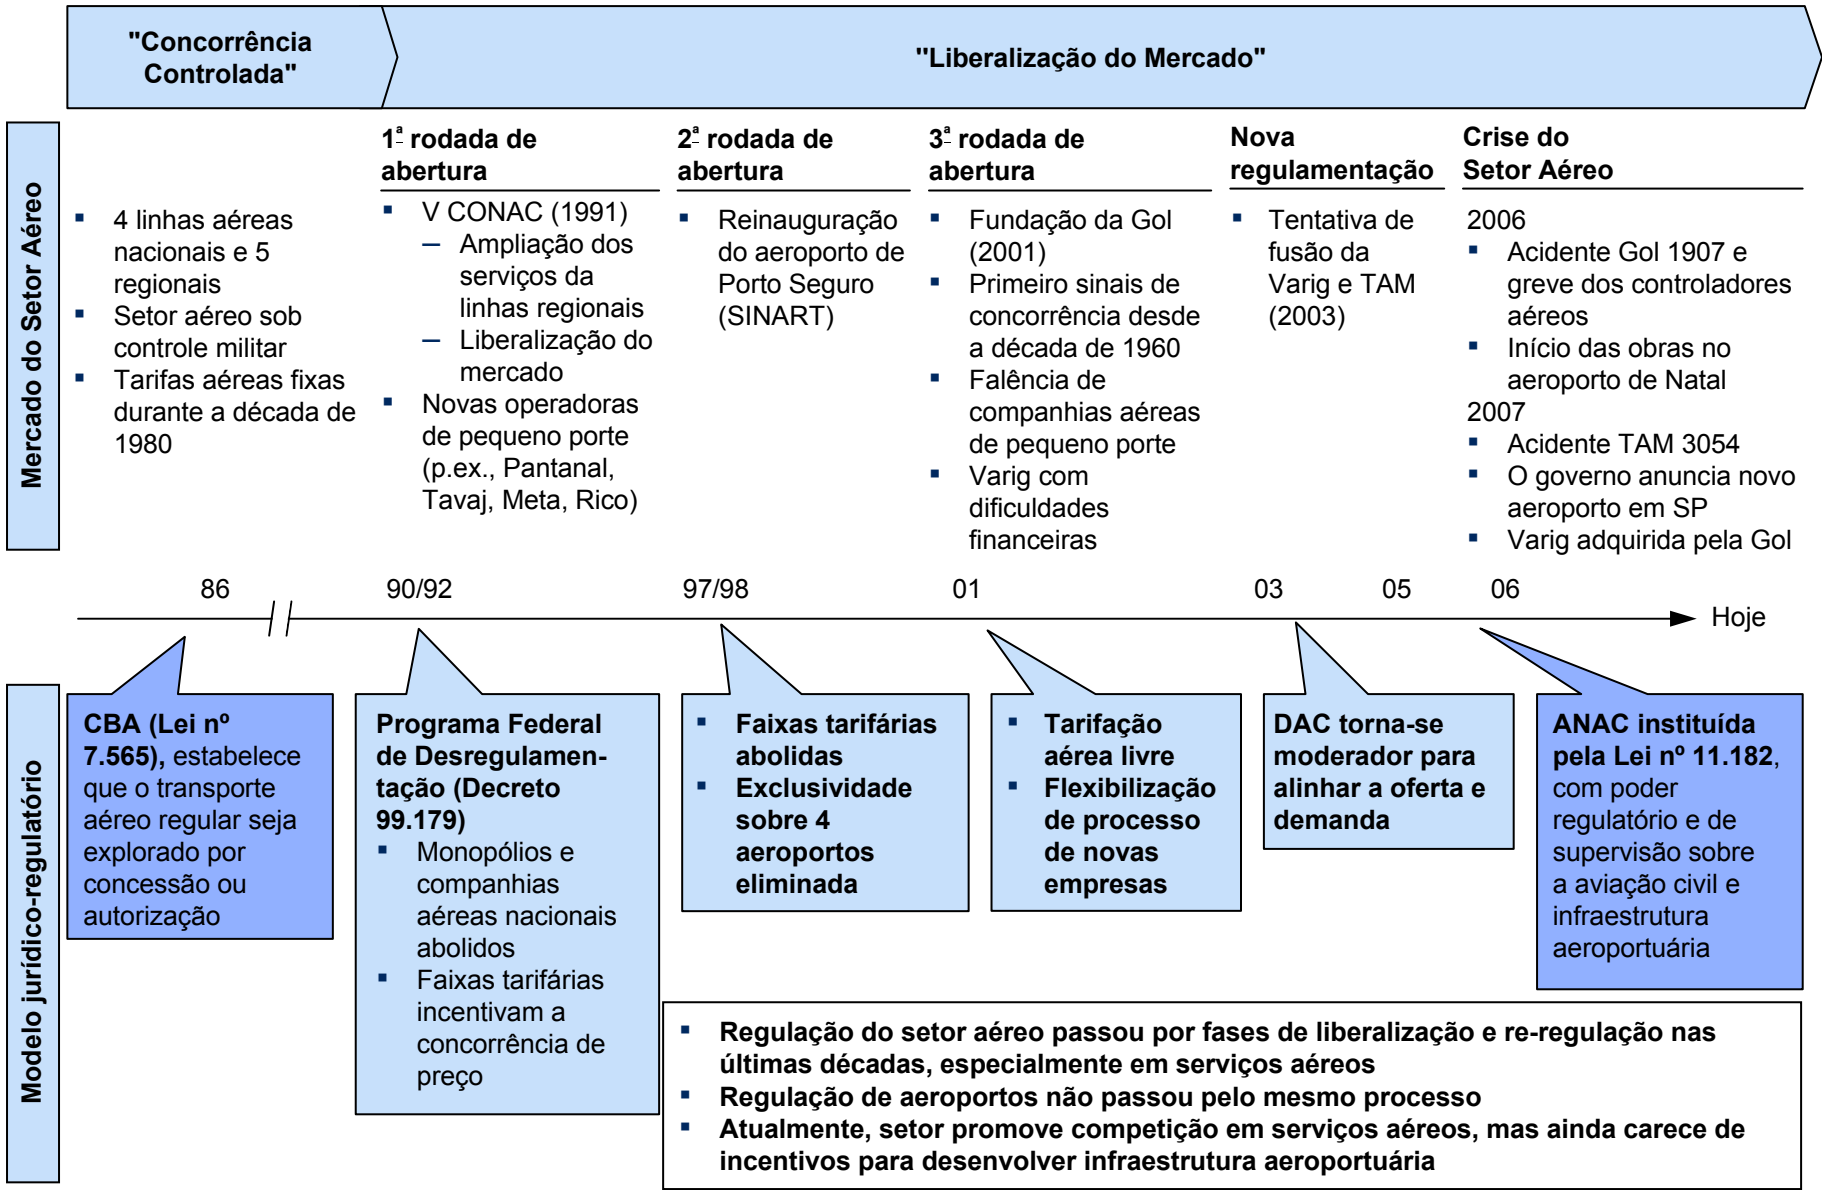 "Concorrência
Controlada"
"Liberalização do Mercado"
Mercado do Setor Aéreo
▪ 4 linhas aéreas
nacionais e 5
regionais
▪ Setor aéreo sob
controle militar
▪ Tarifas aéreas fixas
durante a década de
1980
1ª rodada de
abertura
▪ V CONAC (1991)
– Ampliação dos
serviços da
linhas regionais
– Liberalização do
mercado
▪ Novas operadoras
de pequeno porte
(p.ex., Pantanal,
Tavaj, Meta, Rico)
2ª rodada de
abertura
▪ Reinauguração
do aeroporto de
Porto Seguro
(SINART)
3ª rodada de
abertura
▪ Fundação da Gol
(2001)
▪ Primeiro sinais de
concorrência desde
a década de 1960
▪ Falência de
companhias aéreas
de pequeno porte
▪ Varig com
dificuldades
financeiras
Nova
regulamentação
▪ Tentativa de
fusão da
Varig e TAM
(2003)
Crise do
Setor Aéreo
2006
▪ Acidente Gol 1907 e
greve dos controladores
aéreos
▪ Início das obras no
aeroporto de Natal
2007
▪ Acidente TAM 3054
▪ O governo anuncia novo
aeroporto em SP
▪ Varig adquirida pela Gol
86 90/92 97/98 01 03 05 06
Hoje
Modelo jurídico-regulatório
CBA (Lei nº
7.565), estabelece
que o transporte
aéreo regular seja
explorado por
concessão ou
autorização
Programa Federal
de Desregulamen-
tação (Decreto
99.179)
▪ Monopólios e
companhias
aéreas nacionais
abolidos
▪ Faixas tarifárias
incentivam a
concorrência de
preço
▪ Faixas tarifárias
abolidas
▪ Exclusividade
sobre 4
aeroportos
eliminada
▪ Tarifação
aérea livre
▪ Flexibilização
de processo
de novas
empresas
DAC torna-se
moderador para
alinhar a oferta e
demanda
ANAC instituída
pela Lei nº 11.182,
com poder
regulatório e de
supervisão sobre
a aviação civil e
infraestrutura
aeroportuária
▪ Regulação do setor aéreo passou por fases de liberalização e re-regulação nas
últimas décadas, especialmente em serviços aéreos
▪ Regulação de aeroportos não passou pelo mesmo processo
▪ Atualmente, setor promove competição em serviços aéreos, mas ainda carece de
incentivos para desenvolver infraestrutura aeroportuária